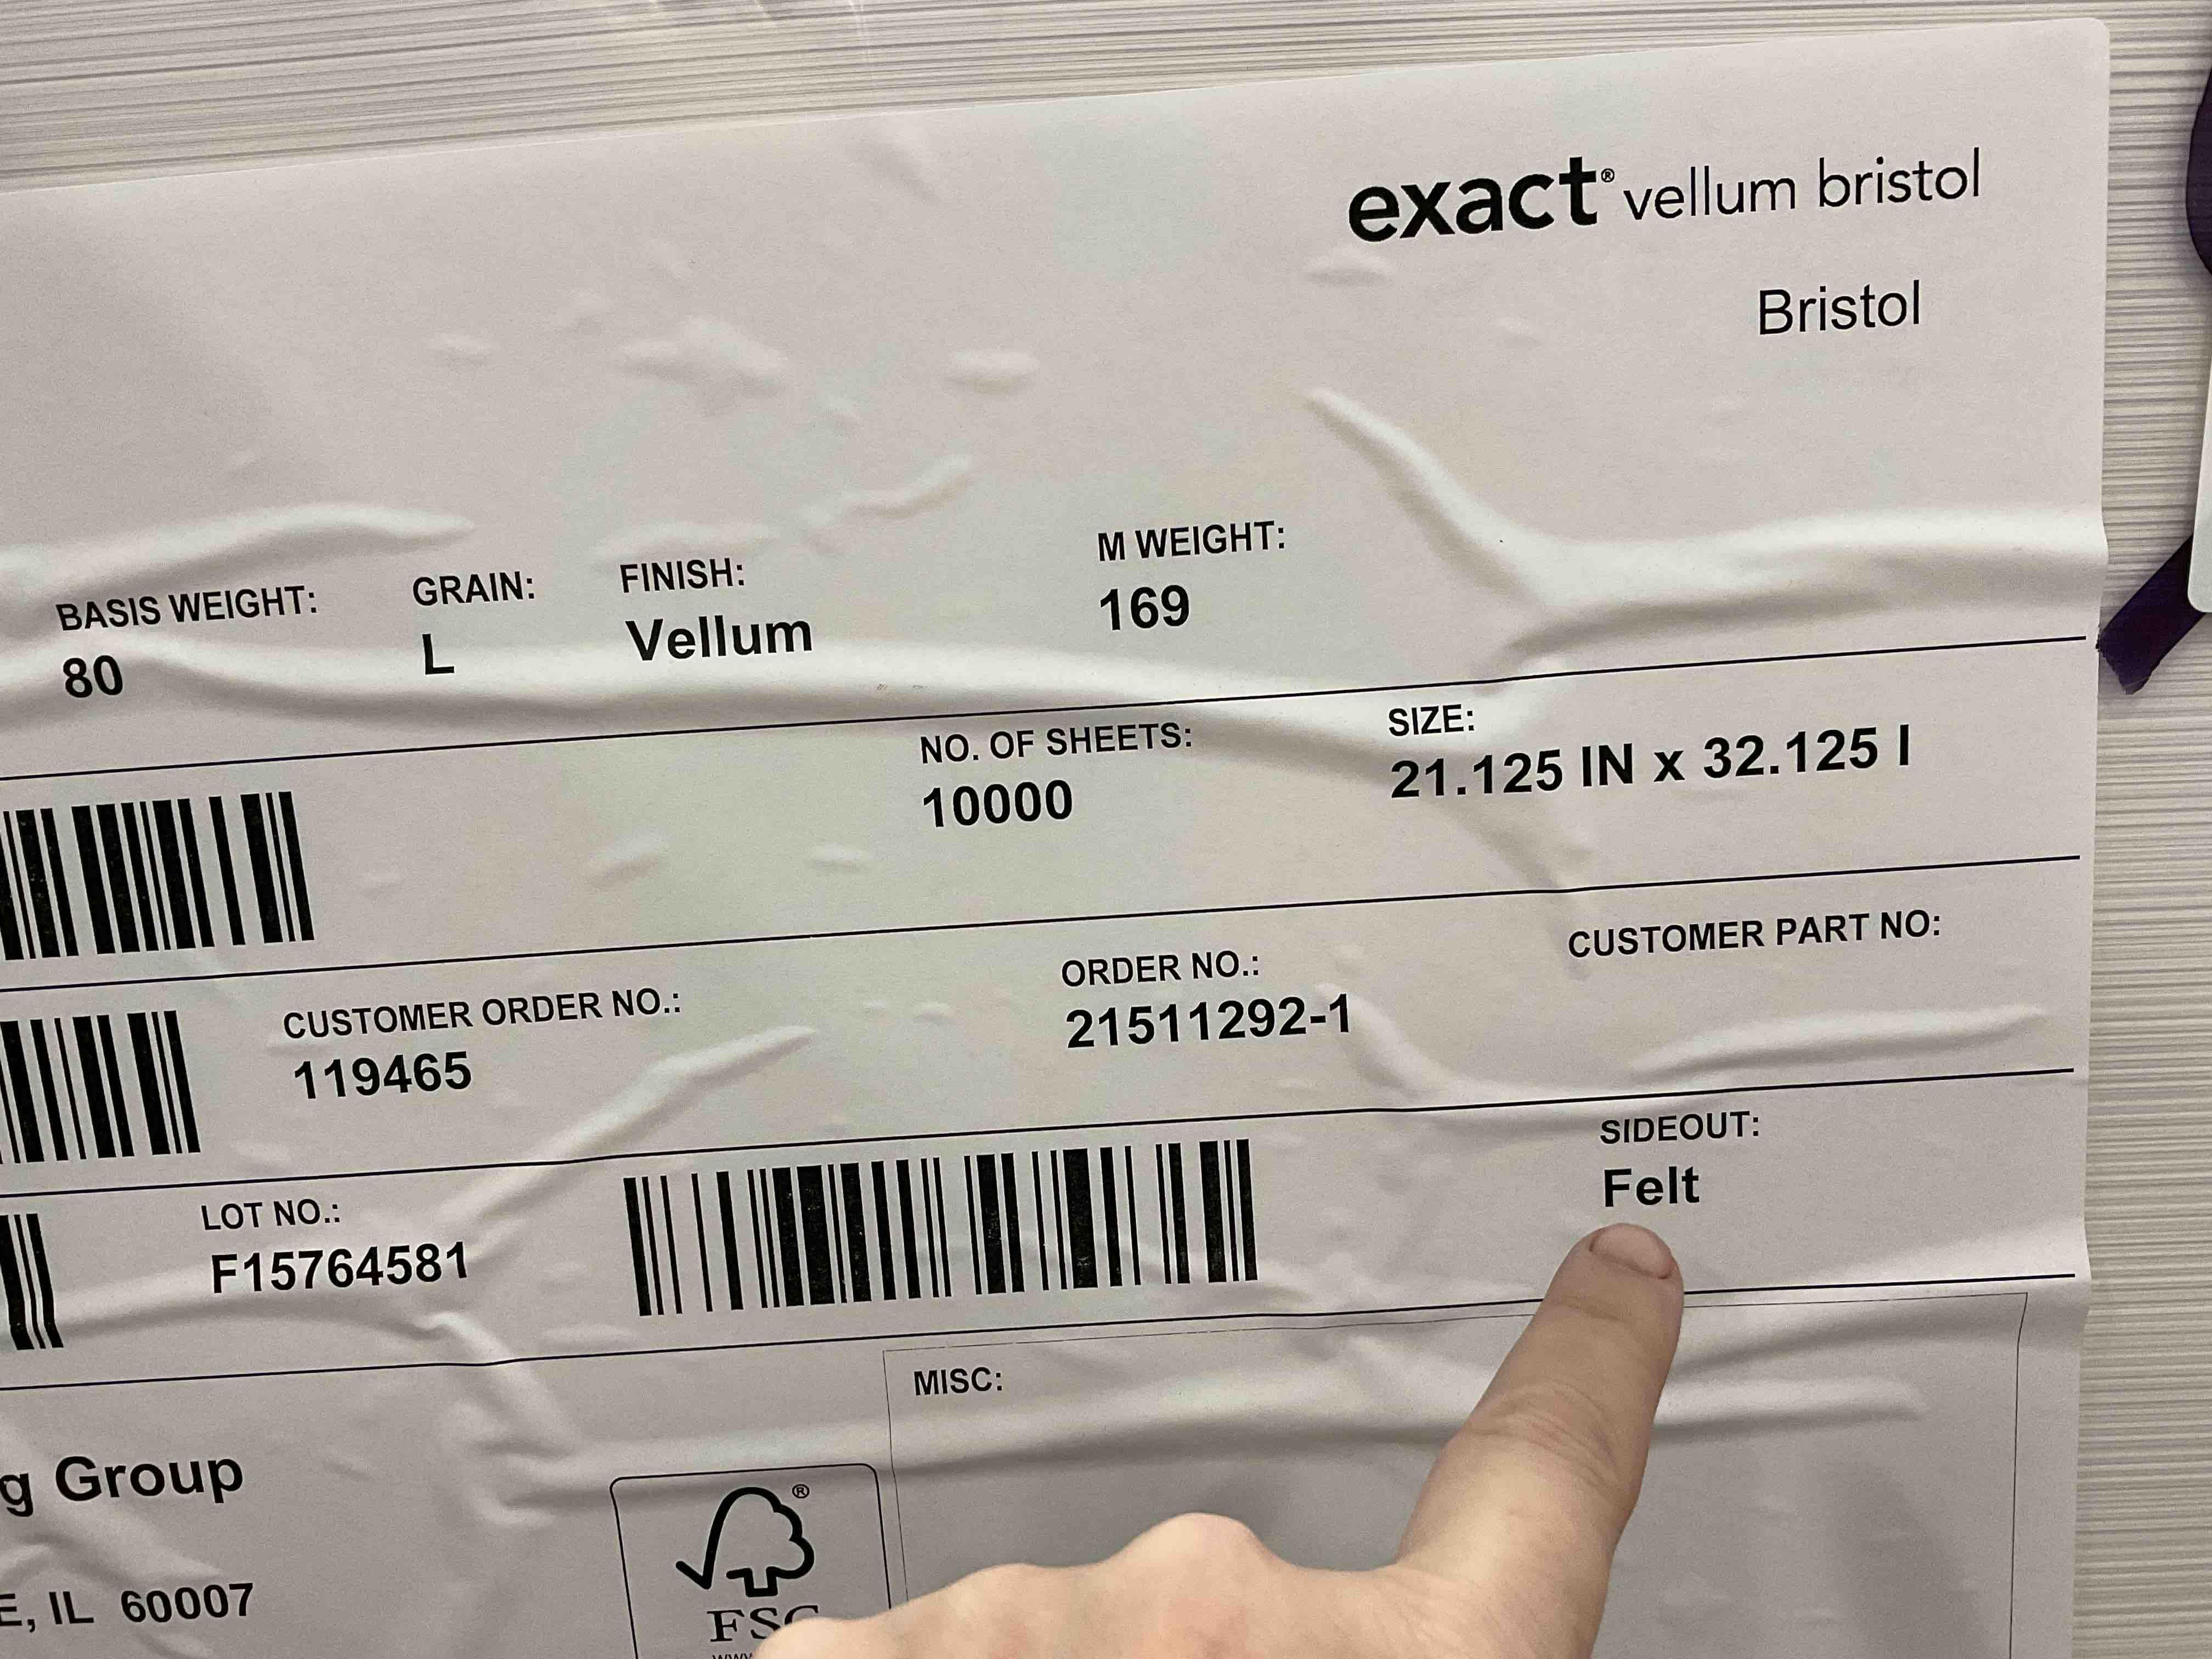 exact® vellum bristol
Bristol
BASIS WEIGHT: GRAIN: FINISH: M WEIGHT:
80 L Vellum 169
NO. OF SHEETS: SIZE:
10000 21.125 IN x 32.125 I
CUSTOMER ORDER NO.: ORDER NO.: CUSTOMER PART NO:
119465 21511292-1
LOT NO.: SIDEOUT:
F15764581 Felt
MISC:
g Group
E, IL 60007
®
FSC